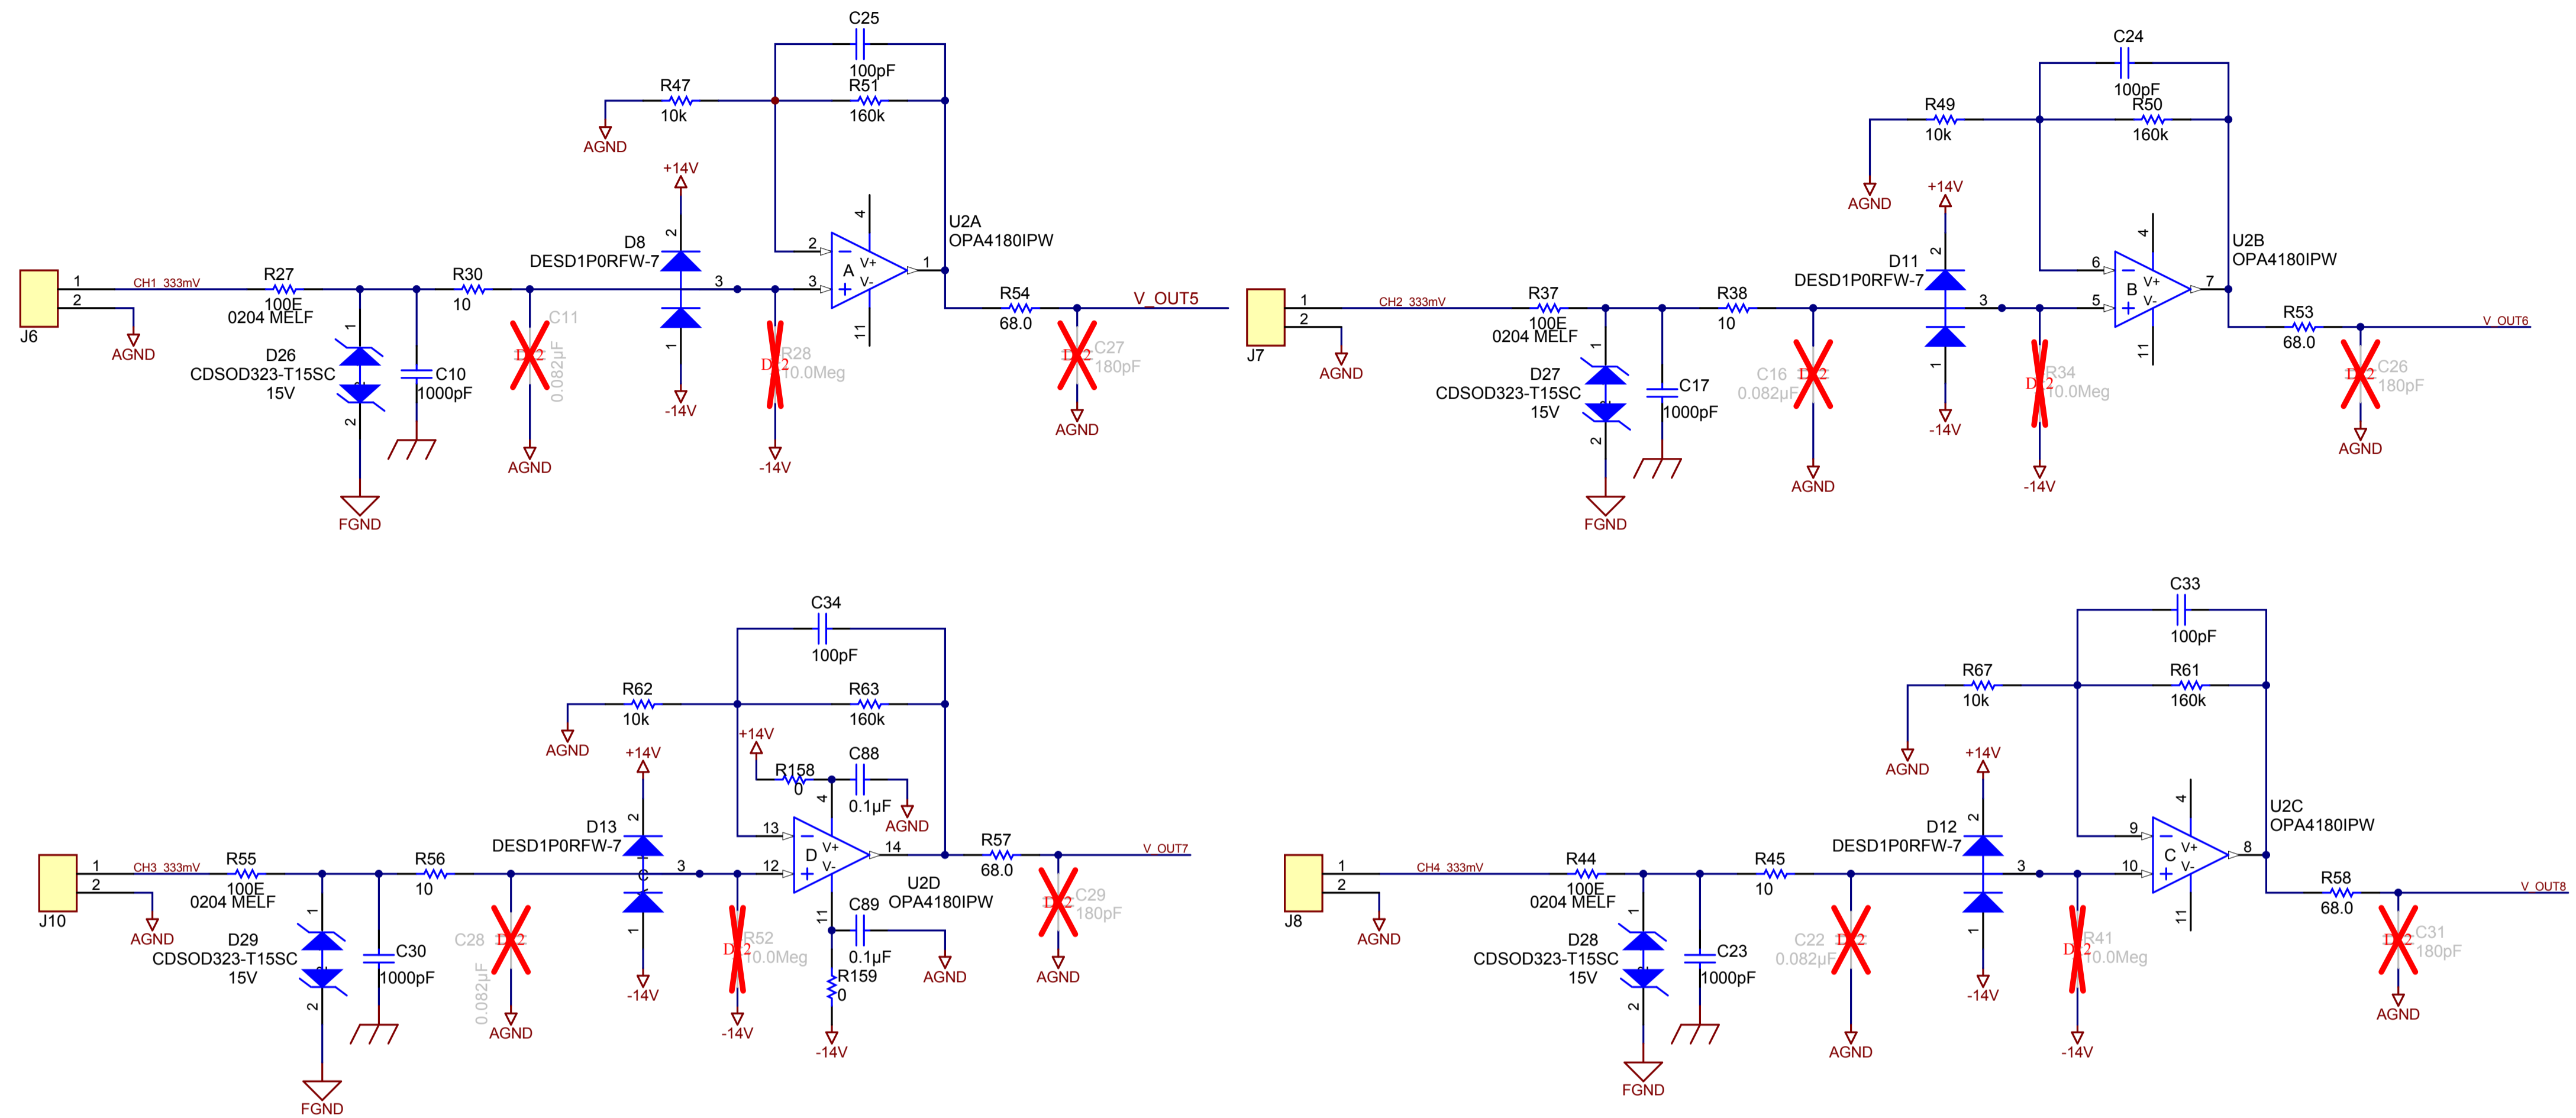 C25
100pF
R47
10k
R51
160k
AGND
+14V
2
D8
DESD1P0RFW-7
4
U2A
OPA4180IPW
2
A
V+
V-
1
3
3
11
1
-14V
J6
1
2
CH1 333mV
AGND
R27
100E
0204 MELF
R30
10
1
D26
CDSOD323-T15SC
15V
2
C10
1000pF
FGND
C11
0.082µF
AGND
R28
10.0Meg
-14V
R54
68.0
V_OUT5
C27
180pF
AGND
C24
100pF
R49
10k
R50
160k
AGND
+14V
2
D11
DESD1P0RFW-7
4
U2B
OPA4180IPW
6
B
V+
V-
7
3
5
11
1
-14V
J7
1
2
CH2 333mV
AGND
R37
100E
0204 MELF
R38
10
1
D27
CDSOD323-T15SC
15V
2
C17
1000pF
FGND
C16
0.082µF
AGND
R34
10.0Meg
-14V
R53
68.0
V_OUT6
C26
180pF
AGND
C34
100pF
R62
10k
R63
160k
AGND
+14V
+14V
R158
0
C88
0.1µF
AGND
2
D13
DESD1P0RFW-7
4
13
D
V+
V-
14
3
12
U2D
OPA4180IPW
11
C89
0.1µF
AGND
R159
0
-14V
1
-14V
J10
1
2
CH3 333mV
AGND
R55
100E
0204 MELF
R56
10
1
D29
CDSOD323-T15SC
15V
2
C30
1000pF
FGND
C28
0.082µF
AGND
R52
10.0Meg
-14V
R57
68.0
V_OUT7
C29
180pF
AGND
C33
100pF
R67
10k
R61
160k
AGND
+14V
2
D12
DESD1P0RFW-7
4
U2C
OPA4180IPW
9
C
V+
V-
8
3
10
11
1
-14V
J8
1
2
CH4 333mV
AGND
R44
100E
0204 MELF
R45
10
1
D28
CDSOD323-T15SC
15V
2
C23
1000pF
FGND
C22
0.082µF
AGND
R41
10.0Meg
-14V
R58
68.0
V_OUT8
C31
180pF
AGND